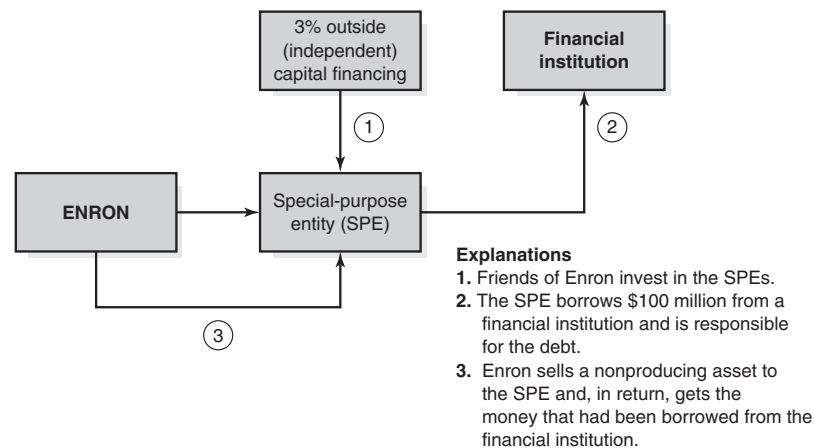 3% outside
(independent)
capital financing
Financial
institution
1
2
ENRON
Special-purpose
entity (SPE)
3
Explanations
1. Friends of Enron invest in the SPEs.
2. The SPE borrows $100 million from a
financial institution and is responsible
for the debt.
3. Enron sells a nonproducing asset to
the SPE and, in return, gets the
money that had been borrowed from the
financial institution.